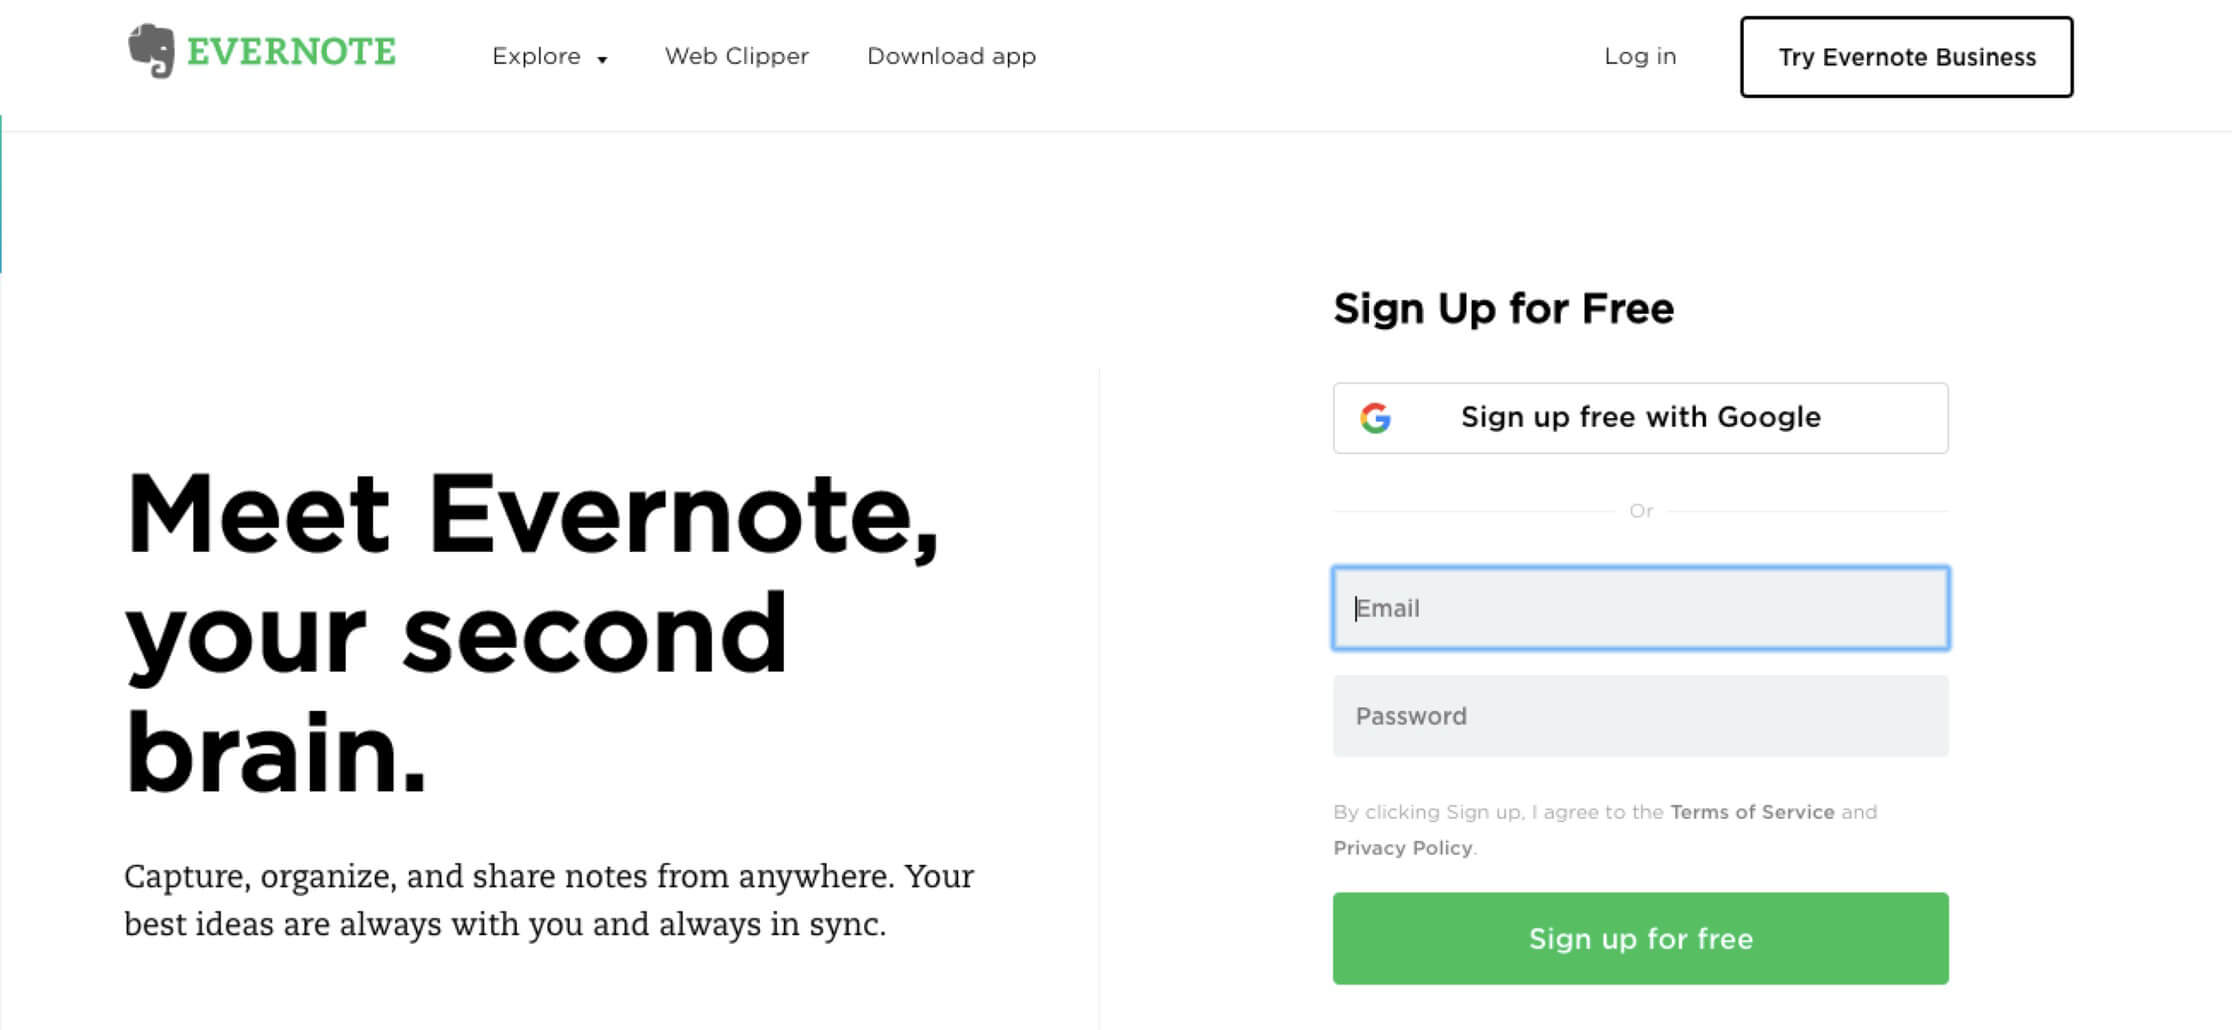 EVERNOTE
Explore
Web Clipper
Download app
Log in
Try Evernote Business
Meet Evernote,
your second
brain.
Capture, organize, and share notes from anywhere. Your
best ideas are always with you and always in sync.
Sign Up for Free
Sign up free with Google
Or
Email
Password
By clicking Sign up, I agree to the Terms of Service and
Privacy Policy.
Sign up for free